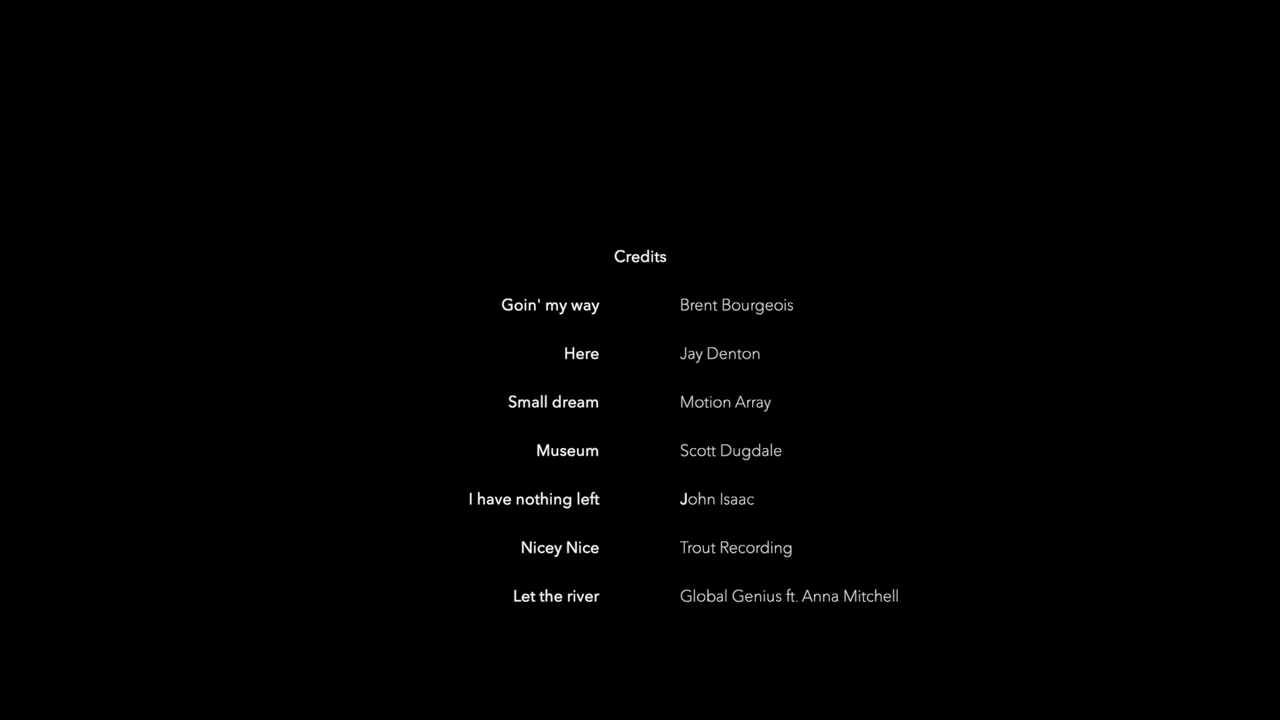 Credits
Goin' my way Brent Bourgeois
Here Jay Denton
Small dream Motion Array
Museum Scott Dugdale
I have nothing left John Isaac
Nicey Nice Trout Recording
Let the river Global Genius ft. Anna Mitchell